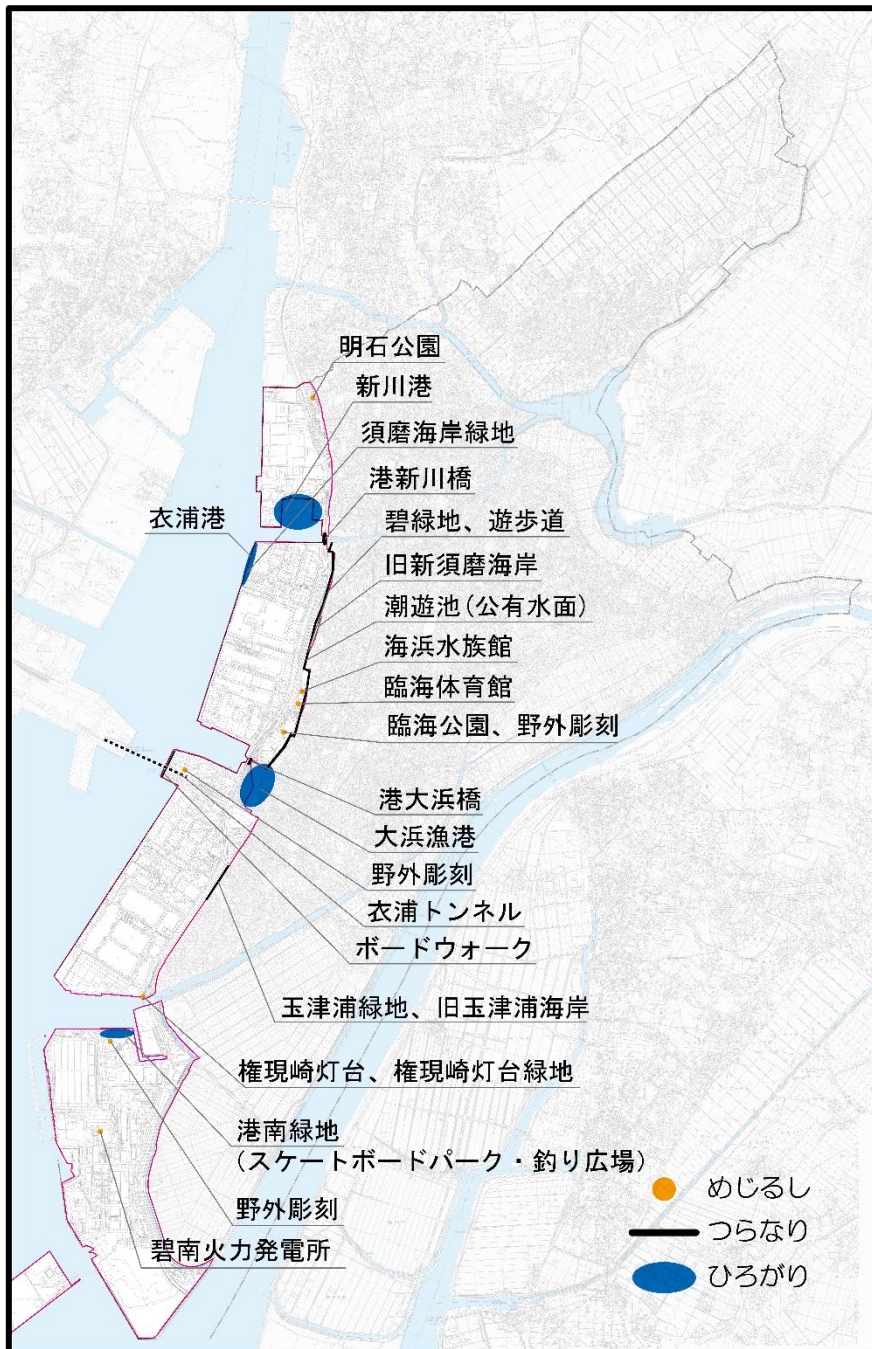 明石公園
新川港
須磨海岸緑地
港新川橋
衣浦港
碧緑地、遊歩道
旧新須磨海岸
潮遊池(公有水面)
海浜水族館
臨海体育館
臨海公園、野外彫刻
港大浜橋
大浜漁港
野外彫刻
衣浦トンネル
ボードウォーク
玉津浦緑地、旧玉津浦海岸
権現崎灯台、権現崎灯台緑地
港南緑地
(スケートボードパーク・釣り広場)
野外彫刻
碧南火力発電所
めじるし
つらなり
ひろがり